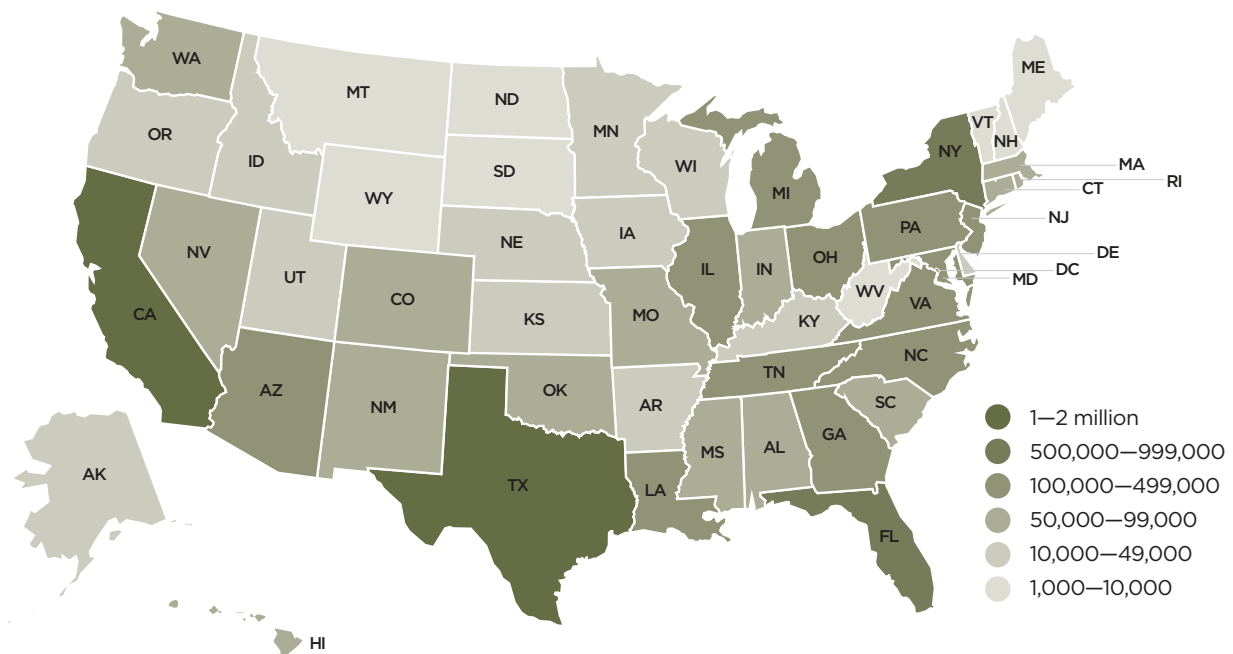 WA
ME
MT
ND
VT
MN
OR
NH
NY
ID
WI
MA
SD
RI
CT
MI
WY
NJ
PA
IA
NE
NV
DE
OH
IL
IN
DC
UT
MD
WV
CO
VA
CA
MO
KS
KY
NC
TN
AZ
OK
SC
NM
AR
1—2 million
GA
AL
MS
500,000—999,000
AK
TX
100,000—499,000
LA
50,000—99,000
FL
10,000—49,000
1,000—10,000
HI